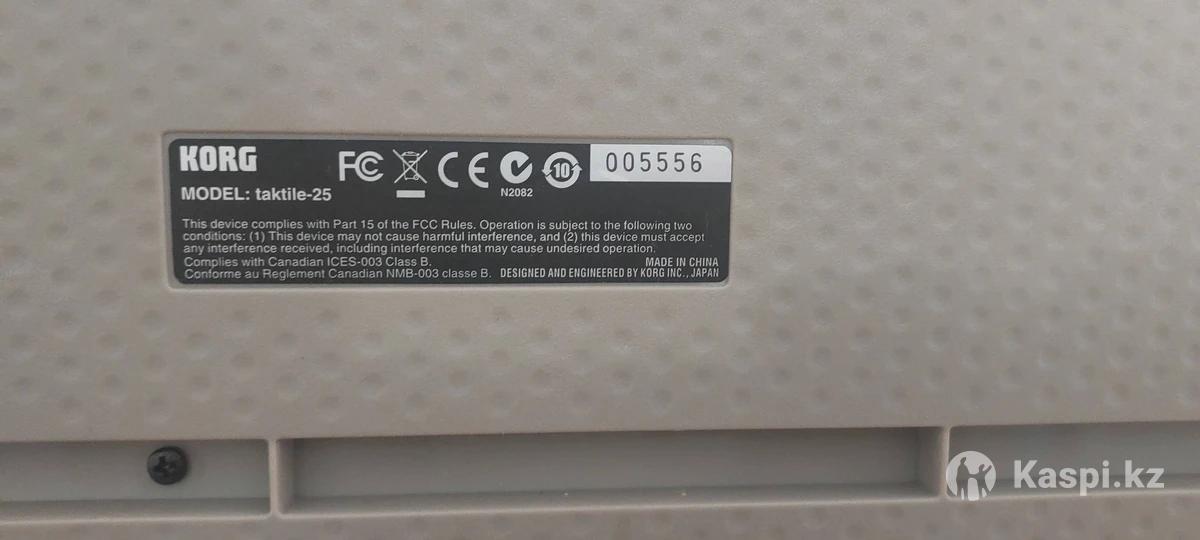 KORG
FC CE N2082 10 005556
MODEL: taktile-25
This device complies with Part 15 of the FCC Rules. Operation is subject to the following two
conditions: (1) This device may not cause harmful interference, and (2) this device must accept
any interference received, including interference that may cause undesired operation.
Complies with Canadian ICES-003 Class B.
MADE IN CHINA
Conforme au Reglement Canadian NMB-003 classe B.
DESIGNED AND ENGINEERED BY KORG INC., JAPAN
Kaspi.kz